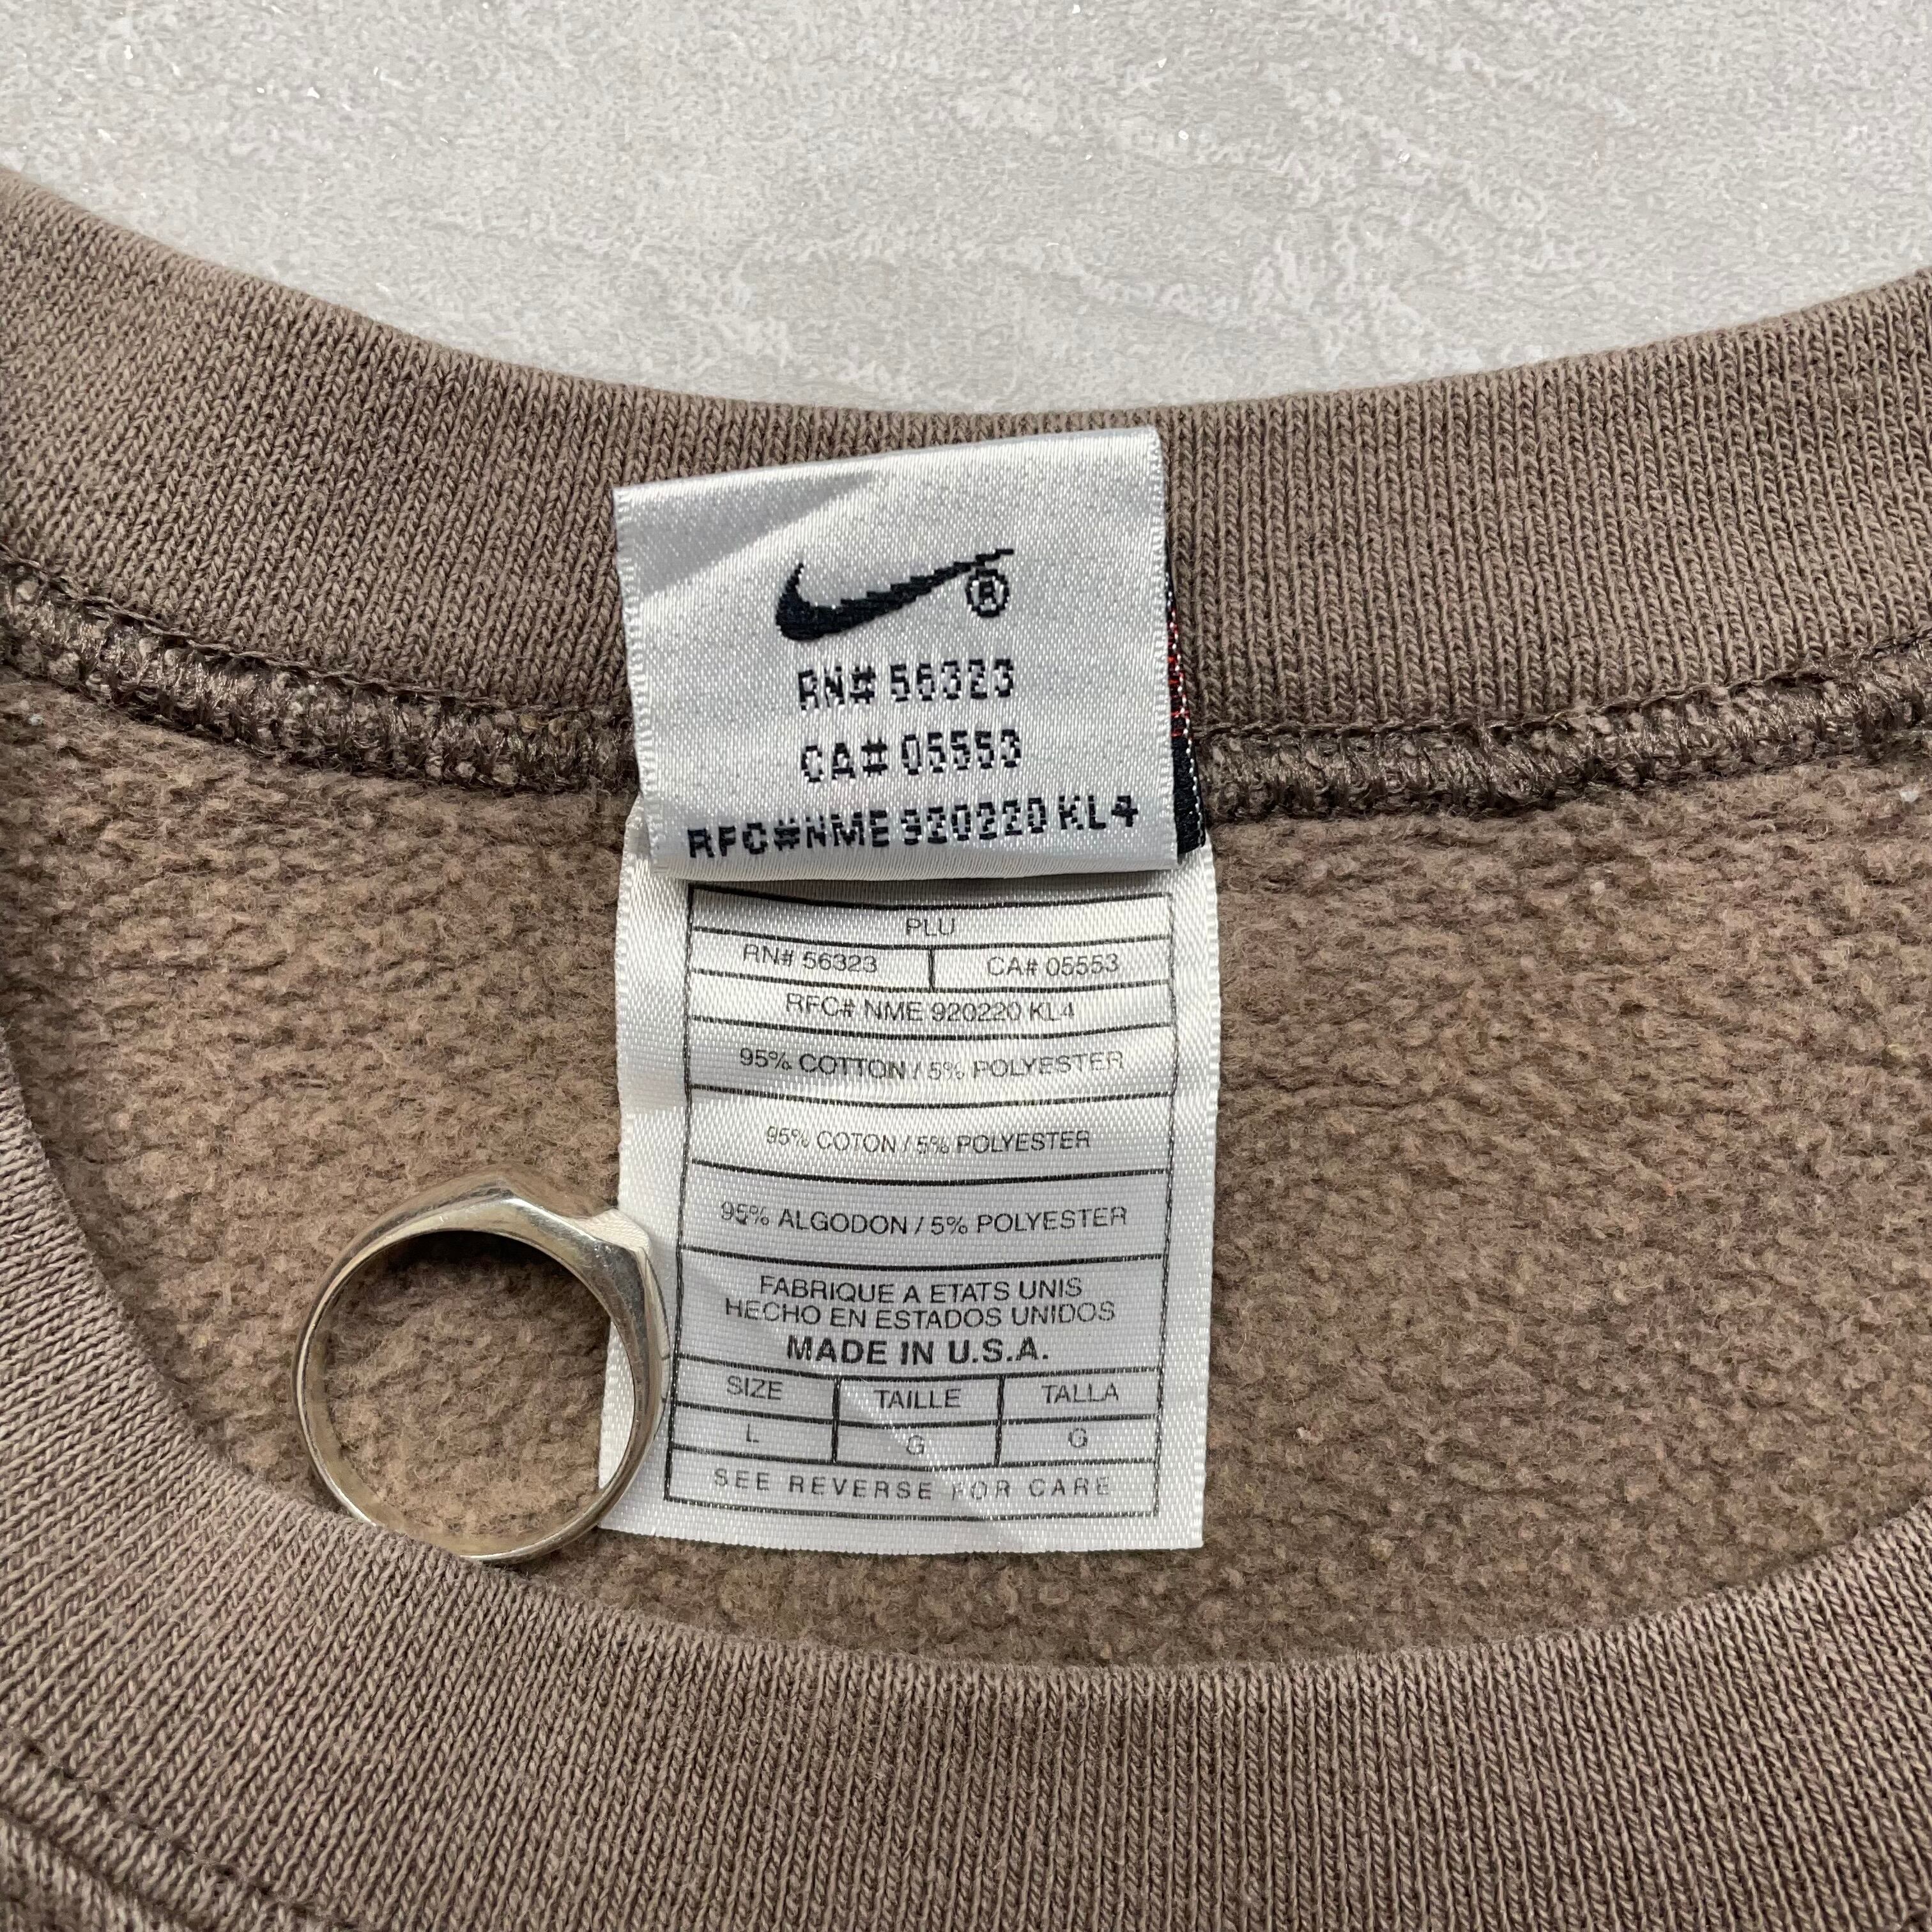 ®
RN# 56323
CA# 05553
RFC#NME 920220 KL4
PLU
RN# 56323 CA# 05553
RFC# NME 920220 KL4
95% COTTON / 5% POLYESTER
95% COTON / 5% POLYESTER
95% ALGODON / 5% POLYESTER
FABRIQUE A ETATS UNIS
HECHO EN ESTADOS UNIDOS
MADE IN U.S.A.
SIZE TAILLE TALLA
L G G
SEE REVERSE FOR CARE